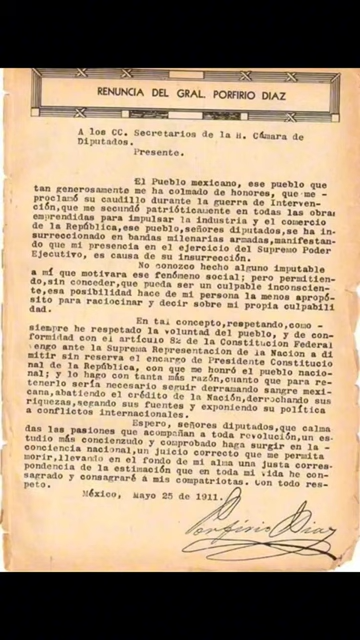 RENUNCIA DEL GRAL. PORFIRIO DIAZ
A los CC. Secretarios de la H. Cámara de
Diputados.
Presente.
El Pueblo mexicano, ese pueblo que
tan generosamente me ha colmado de honores, que me
proclamó su caudillo durante la guerra de Interven-
ción,que me secundó patrióticamente en todas las obras
emprendidas para impulsar la industria y el comercio
de la República,ese pueblo,señores diputados,se ha in-
surreccionado en bandas milenarias armadas,manifestan-
do que mi presencia en el ejercicio del Supremo Poder
Ejecutivo, es causa de su insurrección.
No conozco hecho alguno imputable
a mí que motivara ese fenómeno social; pero permitien-
do,sin conceder,que pueda ser un culpable inconscien-
te,esa posibilidad hace de mi persona la menos apropó-
sito para raciocinar y decir sobre mi propia culpabili
dad.
En tal concepto,respetando,como
siempre he respetado la voluntad del pueblo, y de con-
formidad con el artículo 82 de la Constitución Federal
vengo ante la Suprema Representación de la Nación a di
mitir sin reserva el encargo de Presidente Constitucio
nal de la República, con que me honró el pueblo nacio-
nal; y lo hago con tanta más razón,cuanto que para re-
tenerlo sería necesario seguir derramando sangre mexi-
cana,abatiendo el crédito de la Nación,derrochando sus
riquezas,segando sus fuentes y exponiendo su política
a conflictos internacionales.
Espero, señores diputados,que calma
das las pasiones que acompañan a toda revolución,un es-
tudio más concienzudo y comprobado haga surgir en la
conciencia nacional,un juicio correcto que me permita
morir,llevando en el fondo de mi alma una justa corres-
pondencia de la estimación que en toda mi vida he con-
sagrado y consagraré a mis compatriotas. Con todo res-
peto.
México, Mayo 25 de 1911.
Porfirio Diaz